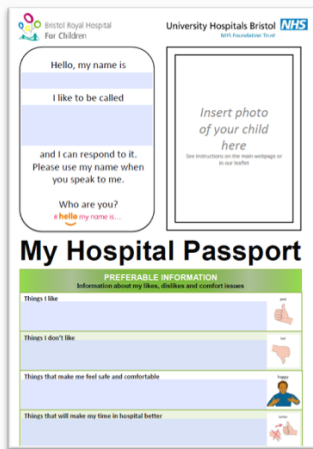 Bristol Royal Hospital
For Children
University Hospitals Bristol NHS
NHS Foundation Trust
Hello, my name is
I like to be called
and I can respond to it.
Please use my name when
you speak to me.
Who are you?
# hello my name is...
Insert photo
of your child
here
See instructions on the main webpage or
in our leaflet
My Hospital Passport
PREFERABLE INFORMATION
Information about my likes, dislikes and comfort issues
Things I like
Things I don't like
Things that make me feel safe and comfortable
happy
Things that will make my time in hospital better